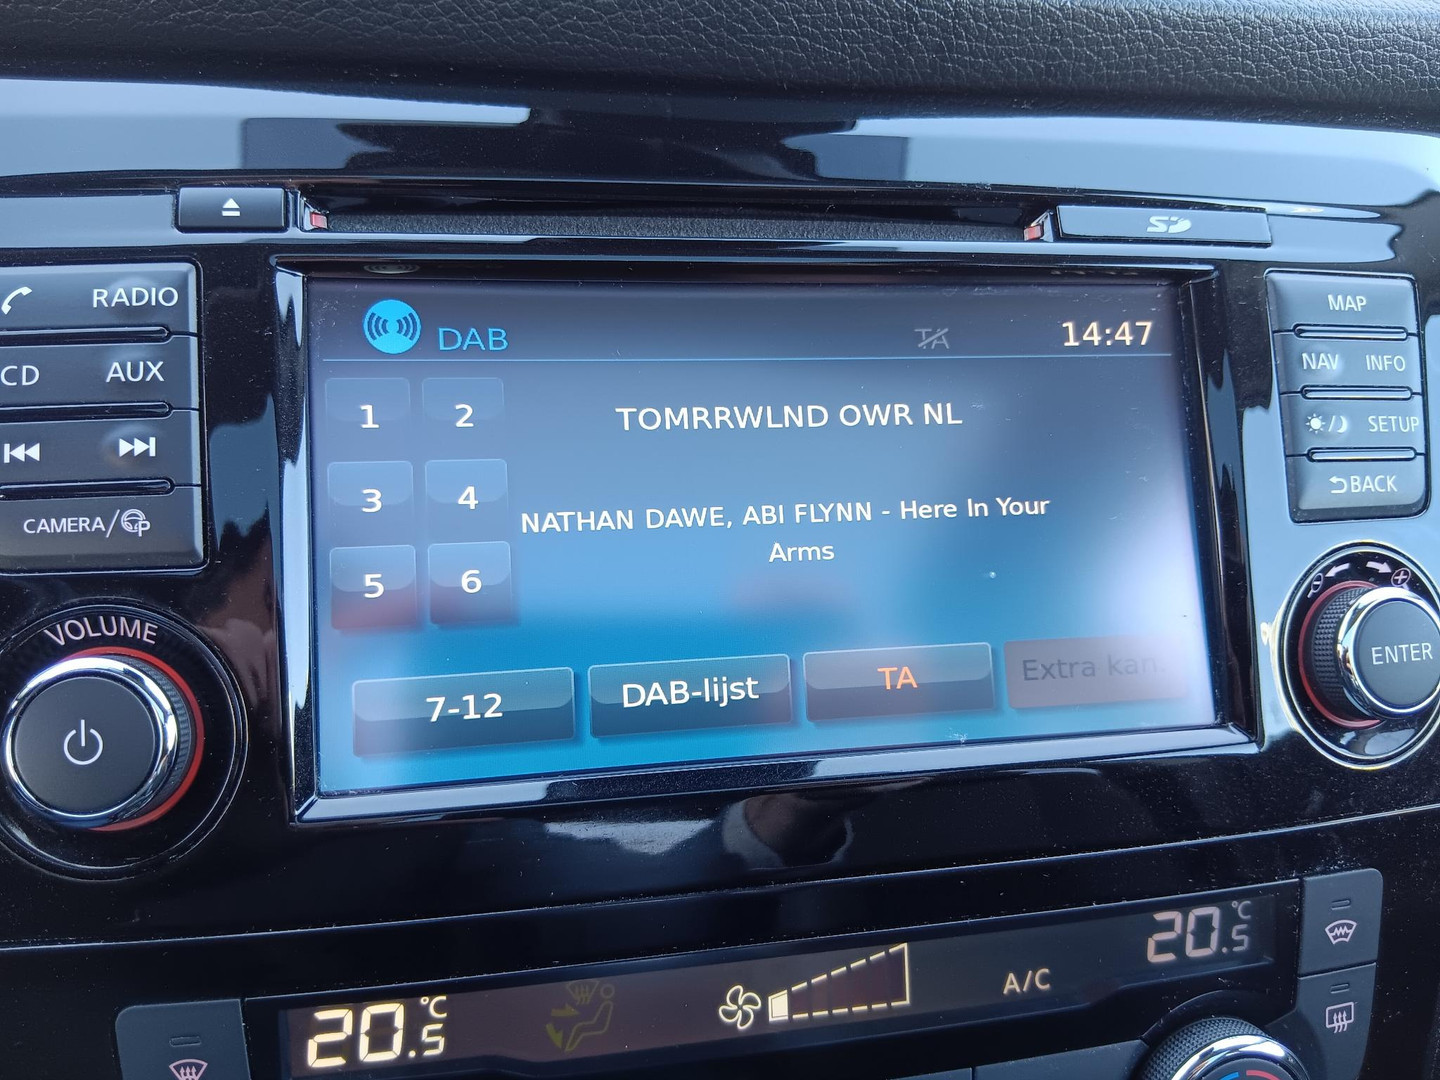 RADIO
CD AUX
CAMERA/
VOLUME
DAB
TA
14:47
1 2
TOMRRWLND OWR NL
3 4
NATHAN DAWE, ABI FLYNN - Here In Your
Arms
5 6
7-12
DAB-lijst
TA
Extra kan.
SD
MAP
NAV INFO
SETUP
BACK
ENTER
20.5 °C
A/C
20.5 °C